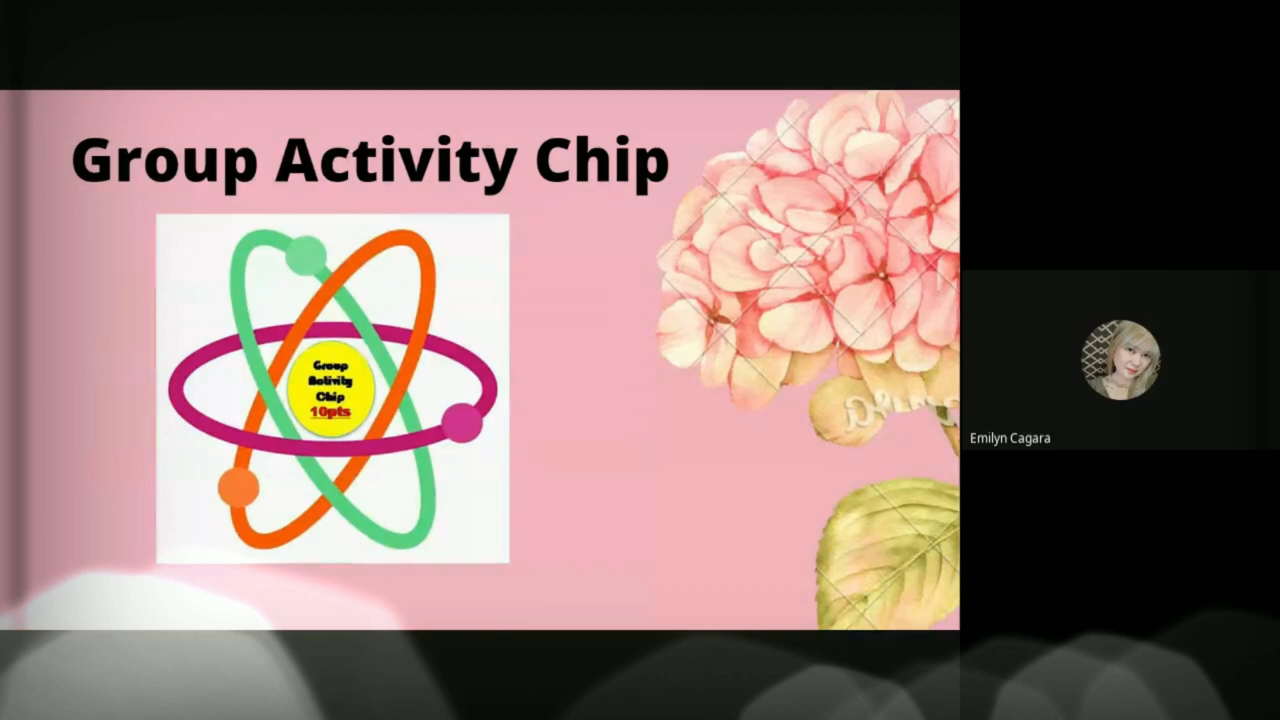 Group Activity Chip
Group
Activity
Chip
10pts
Emilyn Cagara